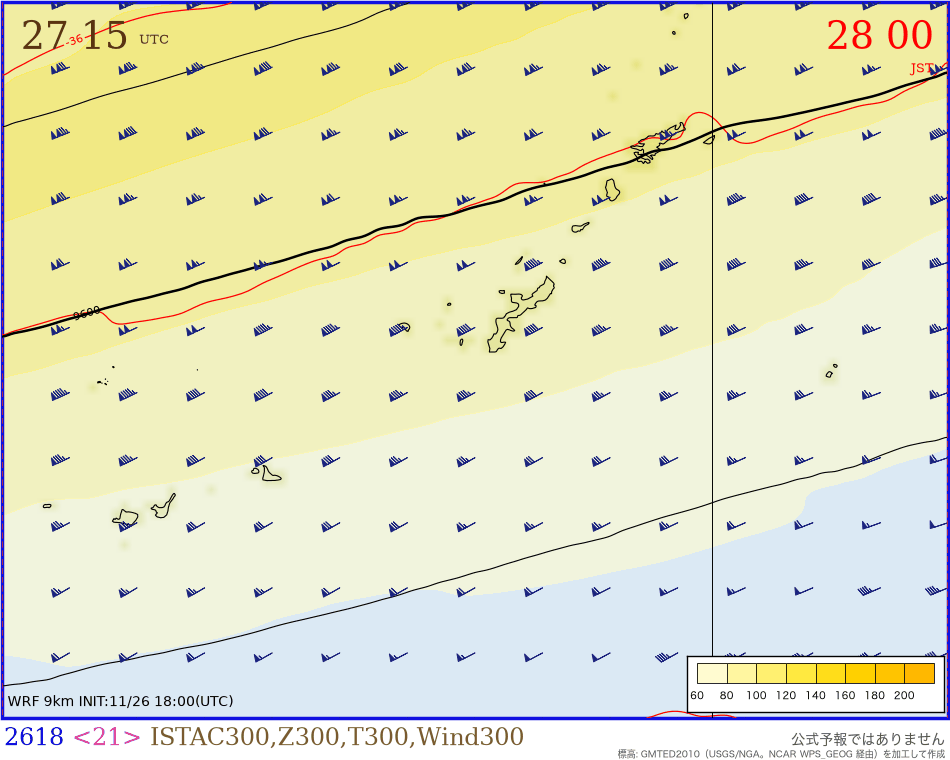 27 15 UTC
28 00
JST
-36
9600
WRF 9km INIT:11/26 18:00(UTC)
60 80 100 120 140 160 180 200
2618 <21> ISTAC300,Z300,T300,Wind300
公式予報ではありません
標高: GMTED2010（USGS/NGA。NCAR WPS_GEOG 経由）を加工して作成